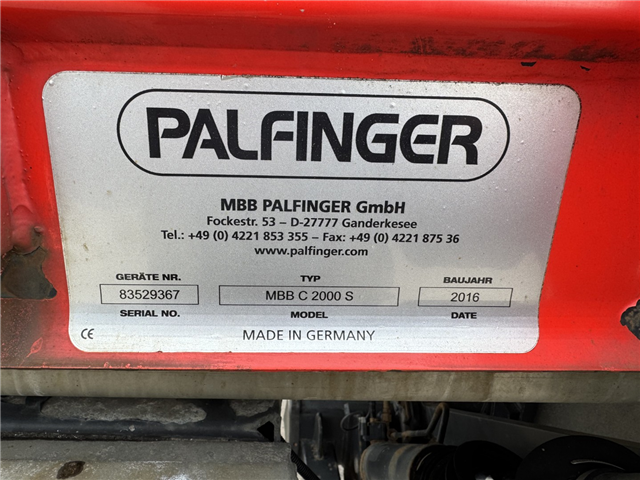 PALFINGER
MBB PALFINGER GmbH
Fockestr. 53 – D-27777 Ganderkesee
Tel.: +49 (0) 4221 853 355 – Fax: +49 (0) 4221 875 36
www.palfinger.com
GERÄTE NR. TYP BAUJAHR
83529367 MBB C 2000 S 2016
SERIAL NO. MODEL DATE
CE MADE IN GERMANY